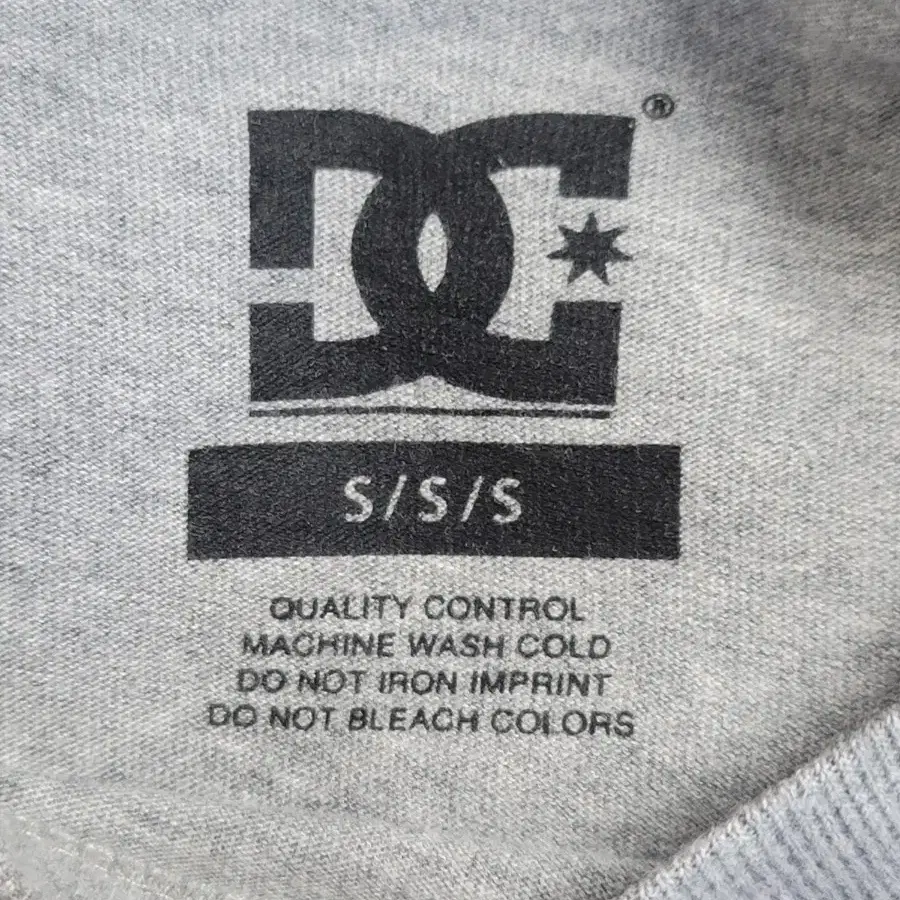 DC®
S/S/S
QUALITY CONTROL
MACHINE WASH COLD
DO NOT IRON IMPRINT
DO NOT BLEACH COLORS